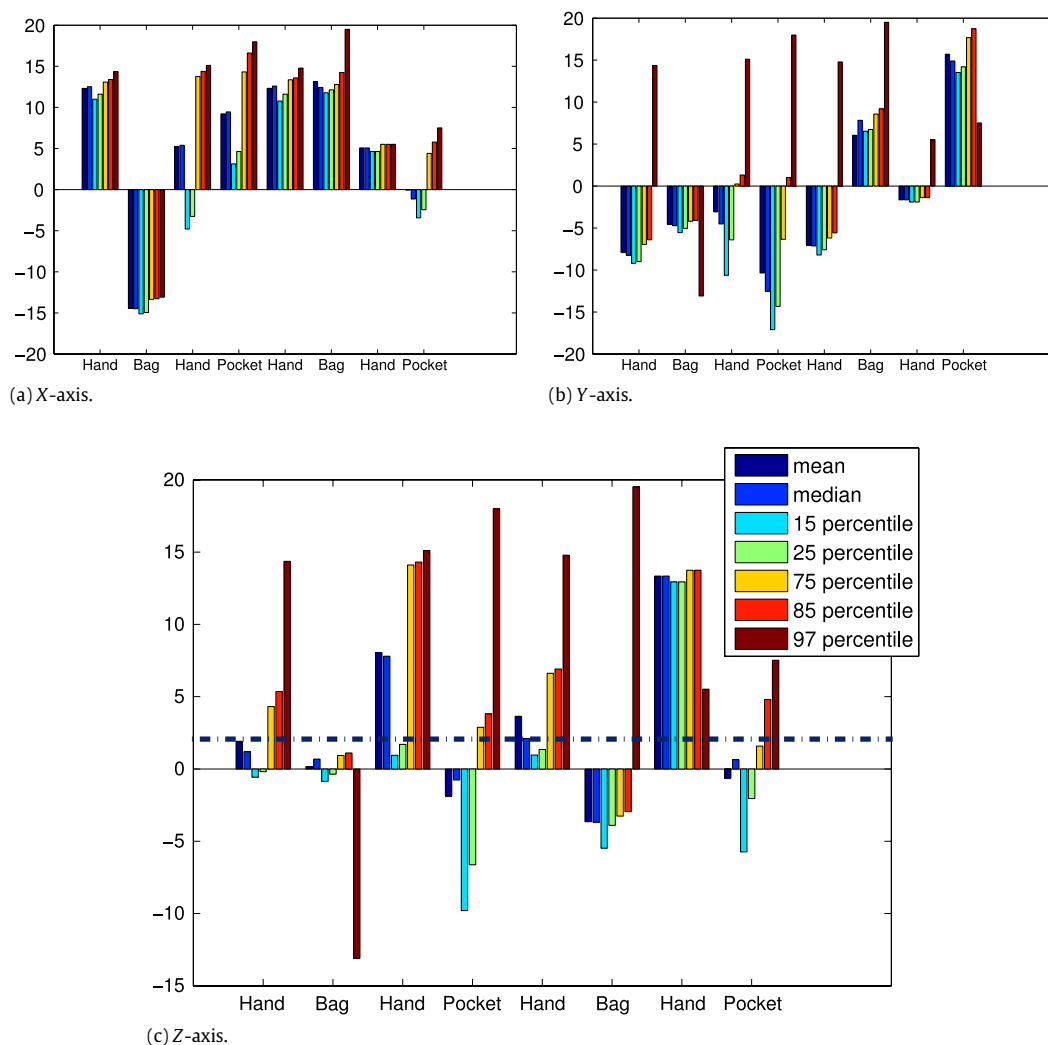 20
15
10
5
0
−5
−10
−15
−20
Hand Bag Hand Pocket Hand Bag Hand Pocket
(a) X-axis.
20
15
10
5
0
−5
−10
−15
−20
Hand Bag Hand Pocket Hand Bag Hand Pocket
(b) Y-axis.
20
15
10
5
0
−5
−10
−15
Hand Bag Hand Pocket Hand Bag Hand Pocket
mean
median
15 percentile
25 percentile
75 percentile
85 percentile
97 percentile
(c) Z-axis.